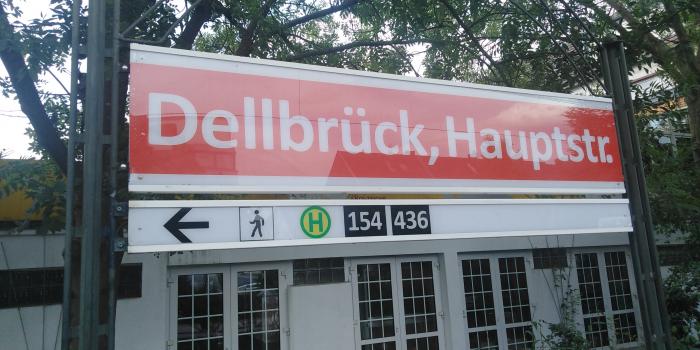 Dellbrück, Hauptstr.
H 154 436